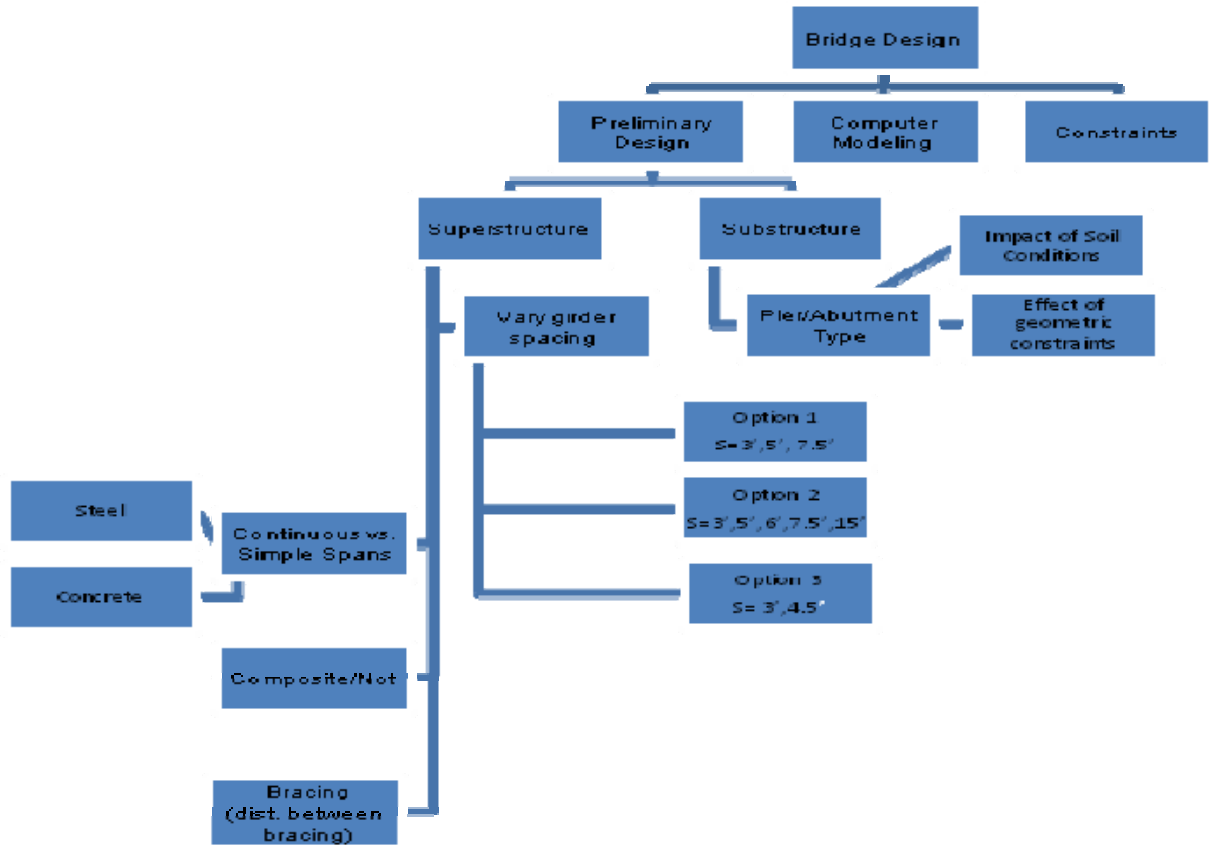 Bridge Design
Preliminary
Design
Computer
Modeling
Constraints
Superstructure
Substructure
Impact of Soil
Conditions
Vary girder
spacing
Pier/Abutment
Type
Effect of
geometric
constraints
Option 1
S=3',5', 7.5'
Option 2
S=3',5',6',7.5',15'
Option 3
S= 3',4.5'
Steel
Continuous vs.
Simple Spans
Concrete
Composite/Not
Bracing
(dist. between
bracing)